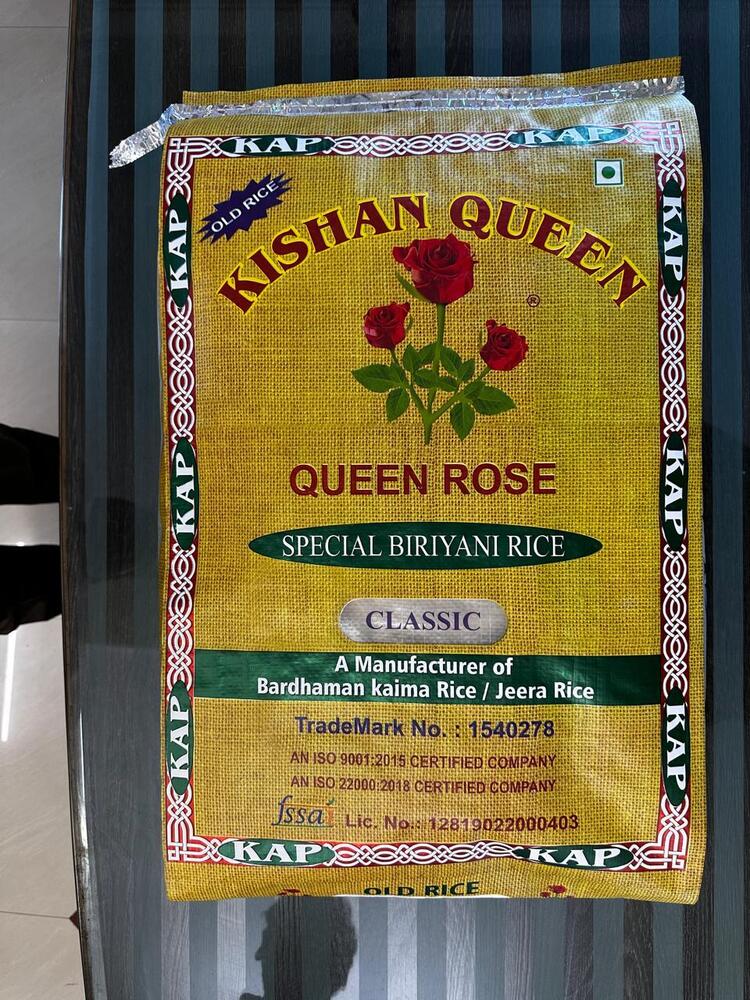 KAP KAP
OLD RICE
KISHAN QUEEN
®
KAP KAP
QUEEN ROSE
KAP KAP
SPECIAL BIRIYANI RICE
CLASSIC
A Manufacturer of
Bardhaman kaima Rice / Jeera Rice
KAP KAP
TradeMark No. : 1540278
AN ISO 9001:2015 CERTIFIED COMPANY
AN ISO 22000:2018 CERTIFIED COMPANY
fssai Lic. No.: 12819022000403
KAP KAP
OLD RICE